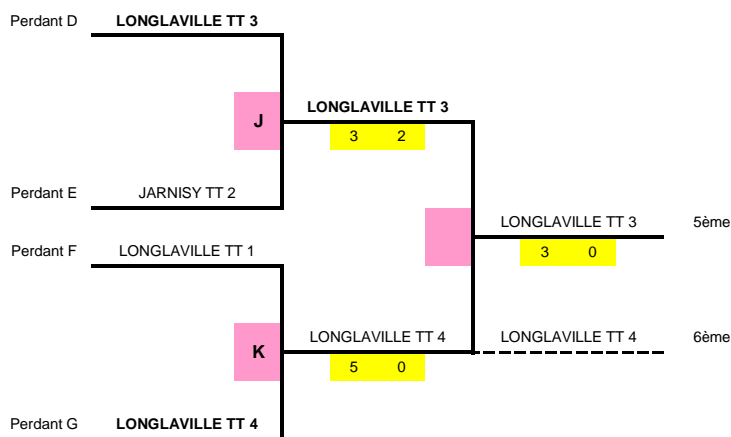 Perdant D LONGLAVILLE TT 3
J LONGLAVILLE TT 3
3 2
Perdant E JARNISY TT 2
LONGLAVILLE TT 3 5ème
Perdant F LONGLAVILLE TT 1
3 0
K LONGLAVILLE TT 4 LONGLAVILLE TT 4 6ème
5 0
Perdant G LONGLAVILLE TT 4